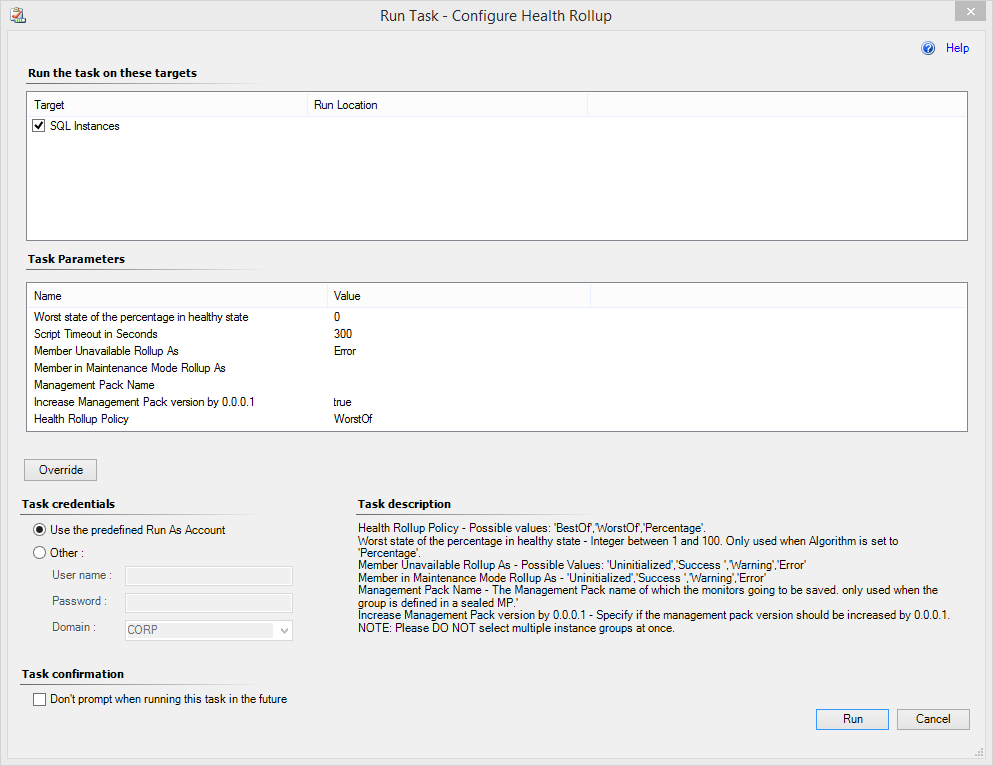 Run Task - Configure Health Rollup
Help
Run the task on these targets
Target Run Location
SQL Instances
Task Parameters
Name Value
Worst state of the percentage in healthy state 0
Script Timeout in Seconds 300
Member Unavailable Rollup As Error
Member in Maintenance Mode Rollup As
Management Pack Name
Increase Management Pack version by 0.0.0.1 true
Health Rollup Policy WorstOf
Override
Task credentials
Use the predefined Run As Account
Other :
User name :
Password :
Domain : CORP
Task description
Health Rollup Policy - Possible values: 'BestOf','WorstOf','Percentage'.
Worst state of the percentage in healthy state - Integer between 1 and 100. Only used when Algorithm is set to
'Percentage'.
Member Unavailable Rollup As - Possible Values: 'Uninitialized','Success ','Warning','Error'
Member in Maintenance Mode Rollup As - 'Uninitialized','Success ','Warning','Error'
Management Pack Name - The Management Pack name of which the monitors going to be saved. only used when the
group is defined in a sealed MP.'
Increase Management Pack version by 0.0.0.1 - Specify if the management pack version should be increased by 0.0.0.1.
NOTE: Please DO NOT select multiple instance groups at once.
Task confirmation
Don't prompt when running this task in the future
Run Cancel